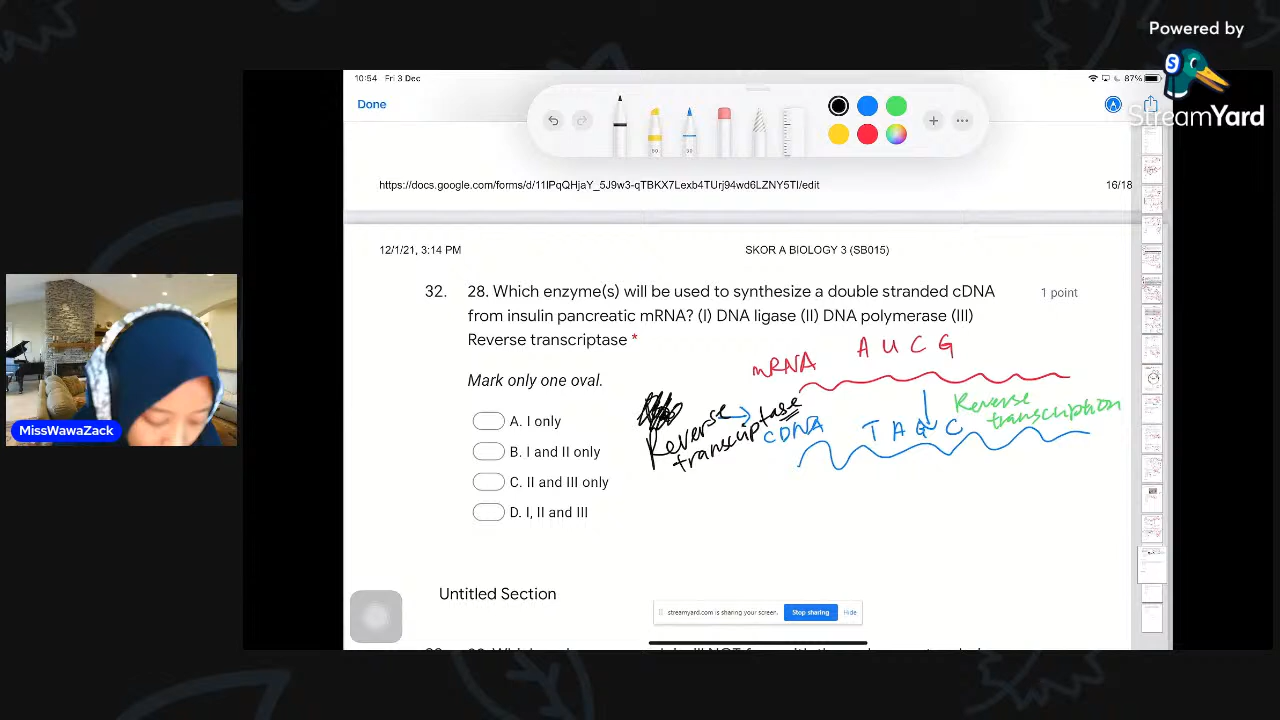 Powered by
StreamYard
10:54 Fri 3 Dec
87%
Done
https://docs.google.com/forms/d/11lPqQHjaY_5J9w3-qTBKX7Lexb4TUrj94wd6LZNY5TI/edit
16/18
12/1/21, 3:14 PM
SKOR A BIOLOGY 3 (SB015)
32.
28. Which enzyme(s) will be used to synthesize a double-stranded cDNA
from insulin pancreatic mRNA? (I) DNA ligase (II) DNA polymerase (III)
Reverse transcriptase *
1 point
mRNA
A U C G
Mark only one oval.
Reverse
transcriptase
cDNA
T A G C
Reverse
transcription
A. I only
B. I and II only
C. II and III only
D. I, II and III
MissWawaZack
Untitled Section
streamyard.com is sharing your screen.
Stop sharing
Hide